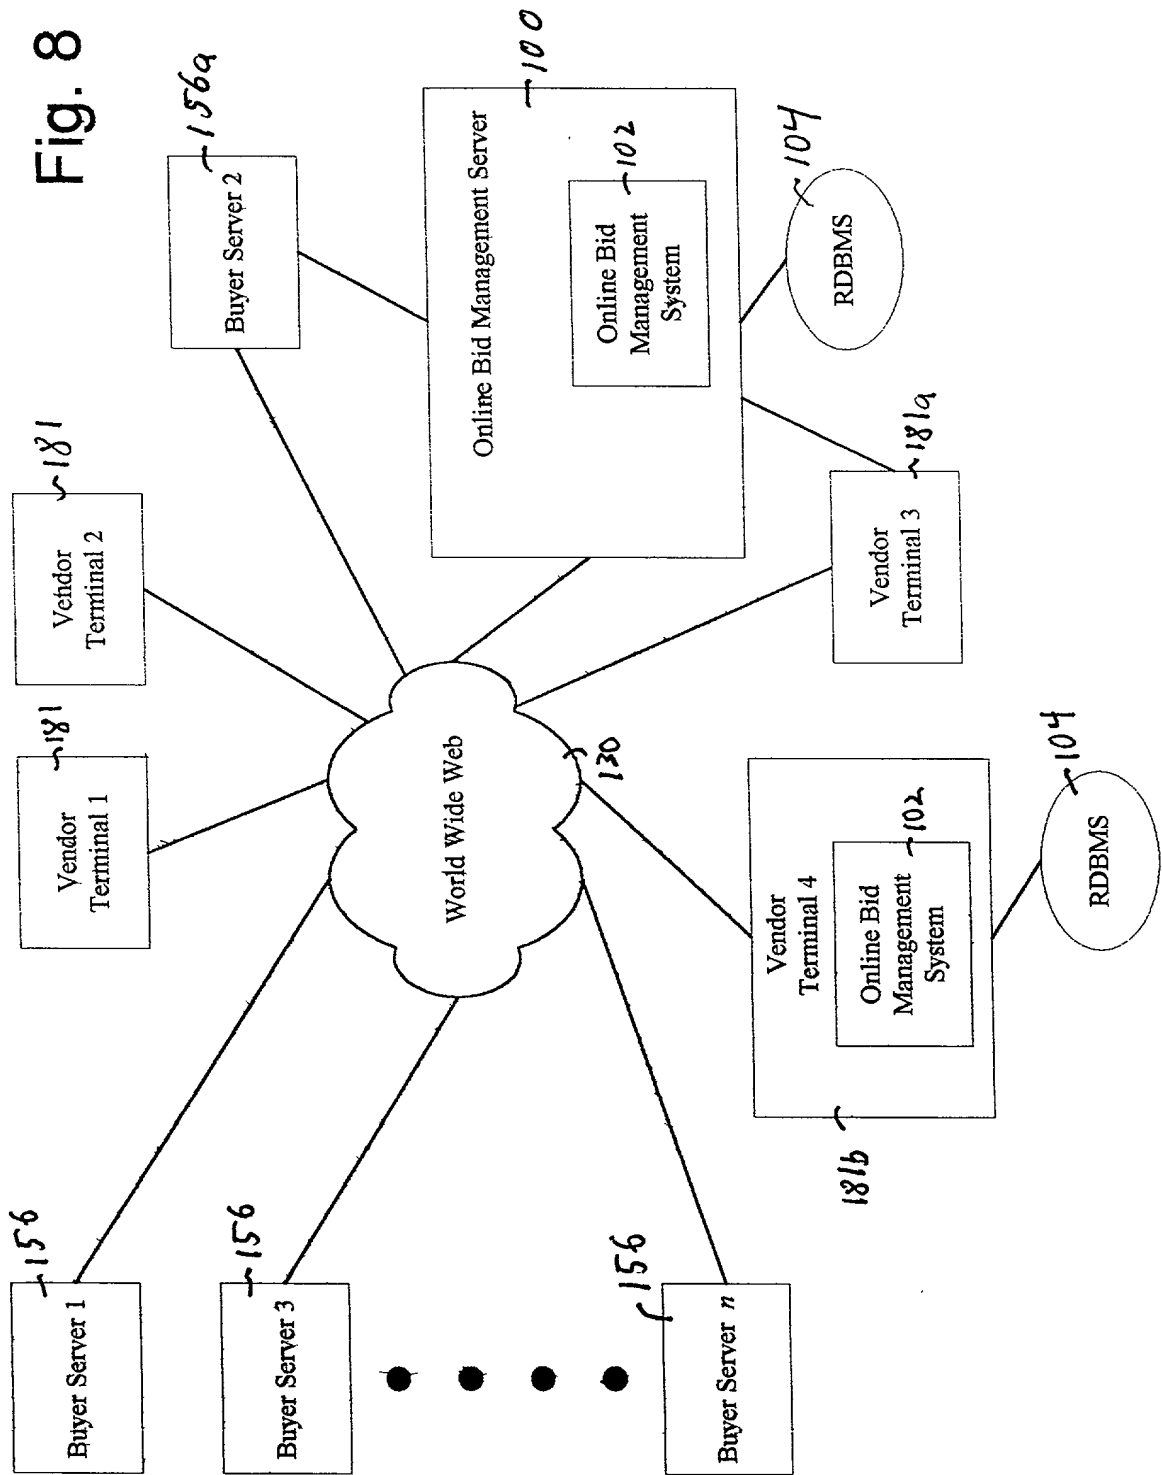 Fig. 8
Buyer Server 1
156
Buyer Server 3
156
Buyer Server n
156
Vendor
Terminal 1
181
Vendor
Terminal 2
181
Buyer Server 2
156a
World Wide Web
130
Online Bid Management Server
100
Online Bid
Management
System
102
RDBMS
104
Vendor
Terminal 3
181a
Vendor
Terminal 4
181b
Online Bid
Management
System
102
RDBMS
104